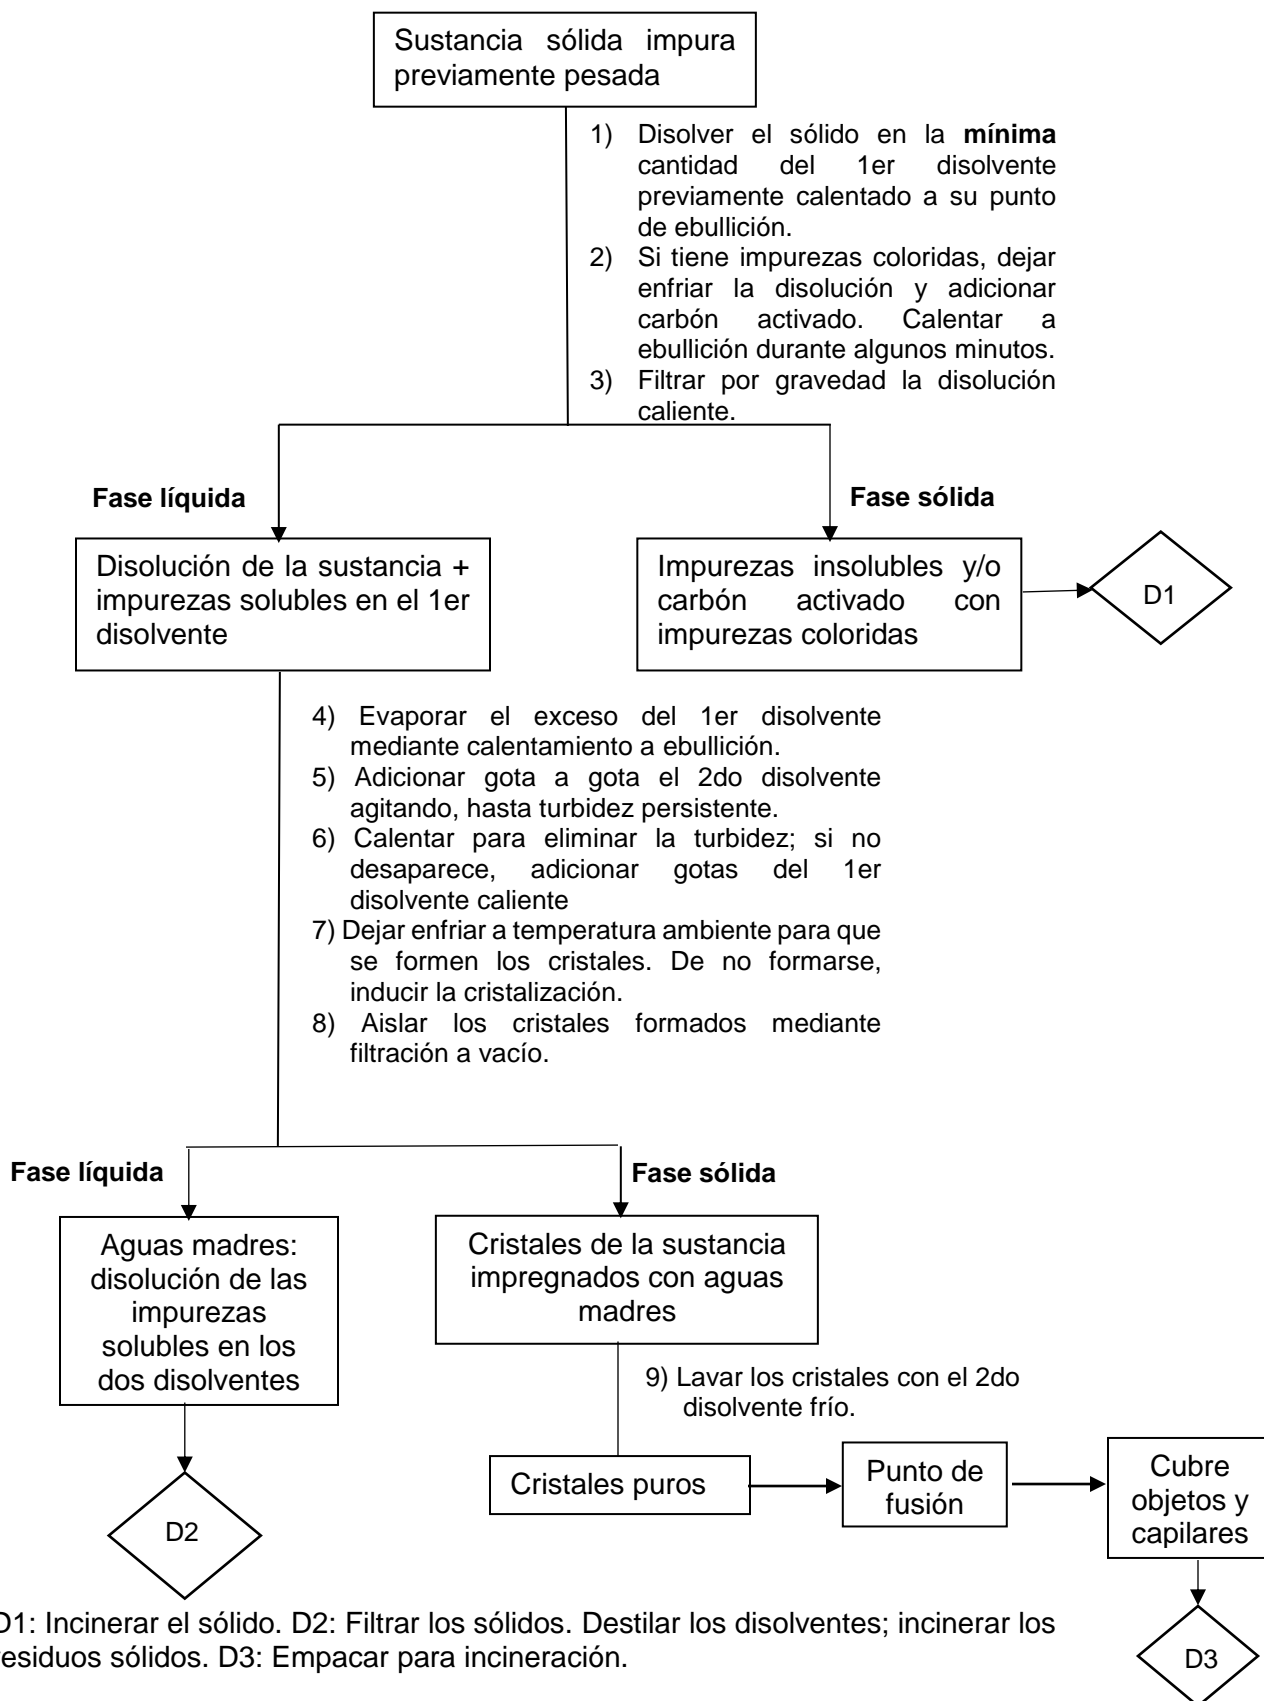 Sustancia sólida impura
previamente pesada
1) Disolver el sólido en la mínima
cantidad del 1er disolvente
previamente calentado a su punto
de ebullición.
2) Si tiene impurezas coloridas, dejar
enfriar la disolución y adicionar
carbón activado. Calentar a
ebullición durante algunos minutos.
3) Filtrar por gravedad la disolución
caliente.
Fase líquida
Fase sólida
Disolución de la sustancia +
impurezas solubles en el 1er
disolvente
Impurezas insolubles y/o
carbón activado con
impurezas coloridas
D1
4) Evaporar el exceso del 1er disolvente
mediante calentamiento a ebullición.
5) Adicionar gota a gota el 2do disolvente
agitando, hasta turbidez persistente.
6) Calentar para eliminar la turbidez; si no
desaparece, adicionar gotas del 1er
disolvente caliente
7) Dejar enfriar a temperatura ambiente para que
se formen los cristales. De no formarse,
inducir la cristalización.
8) Aislar los cristales formados mediante
filtración a vacío.
Fase líquida
Fase sólida
Aguas madres:
disolución de las
impurezas
solubles en los
dos disolventes
Cristales de la sustancia
impregnados con aguas
madres
9) Lavar los cristales con el 2do
disolvente frío.
Cristales puros
Punto de
fusión
Cubre
objetos y
capilares
D2
D1: Incinerar el sólido. D2: Filtrar los sólidos. Destilar los disolventes; incinerar los
residuos sólidos. D3: Empacar para incineración.
D3